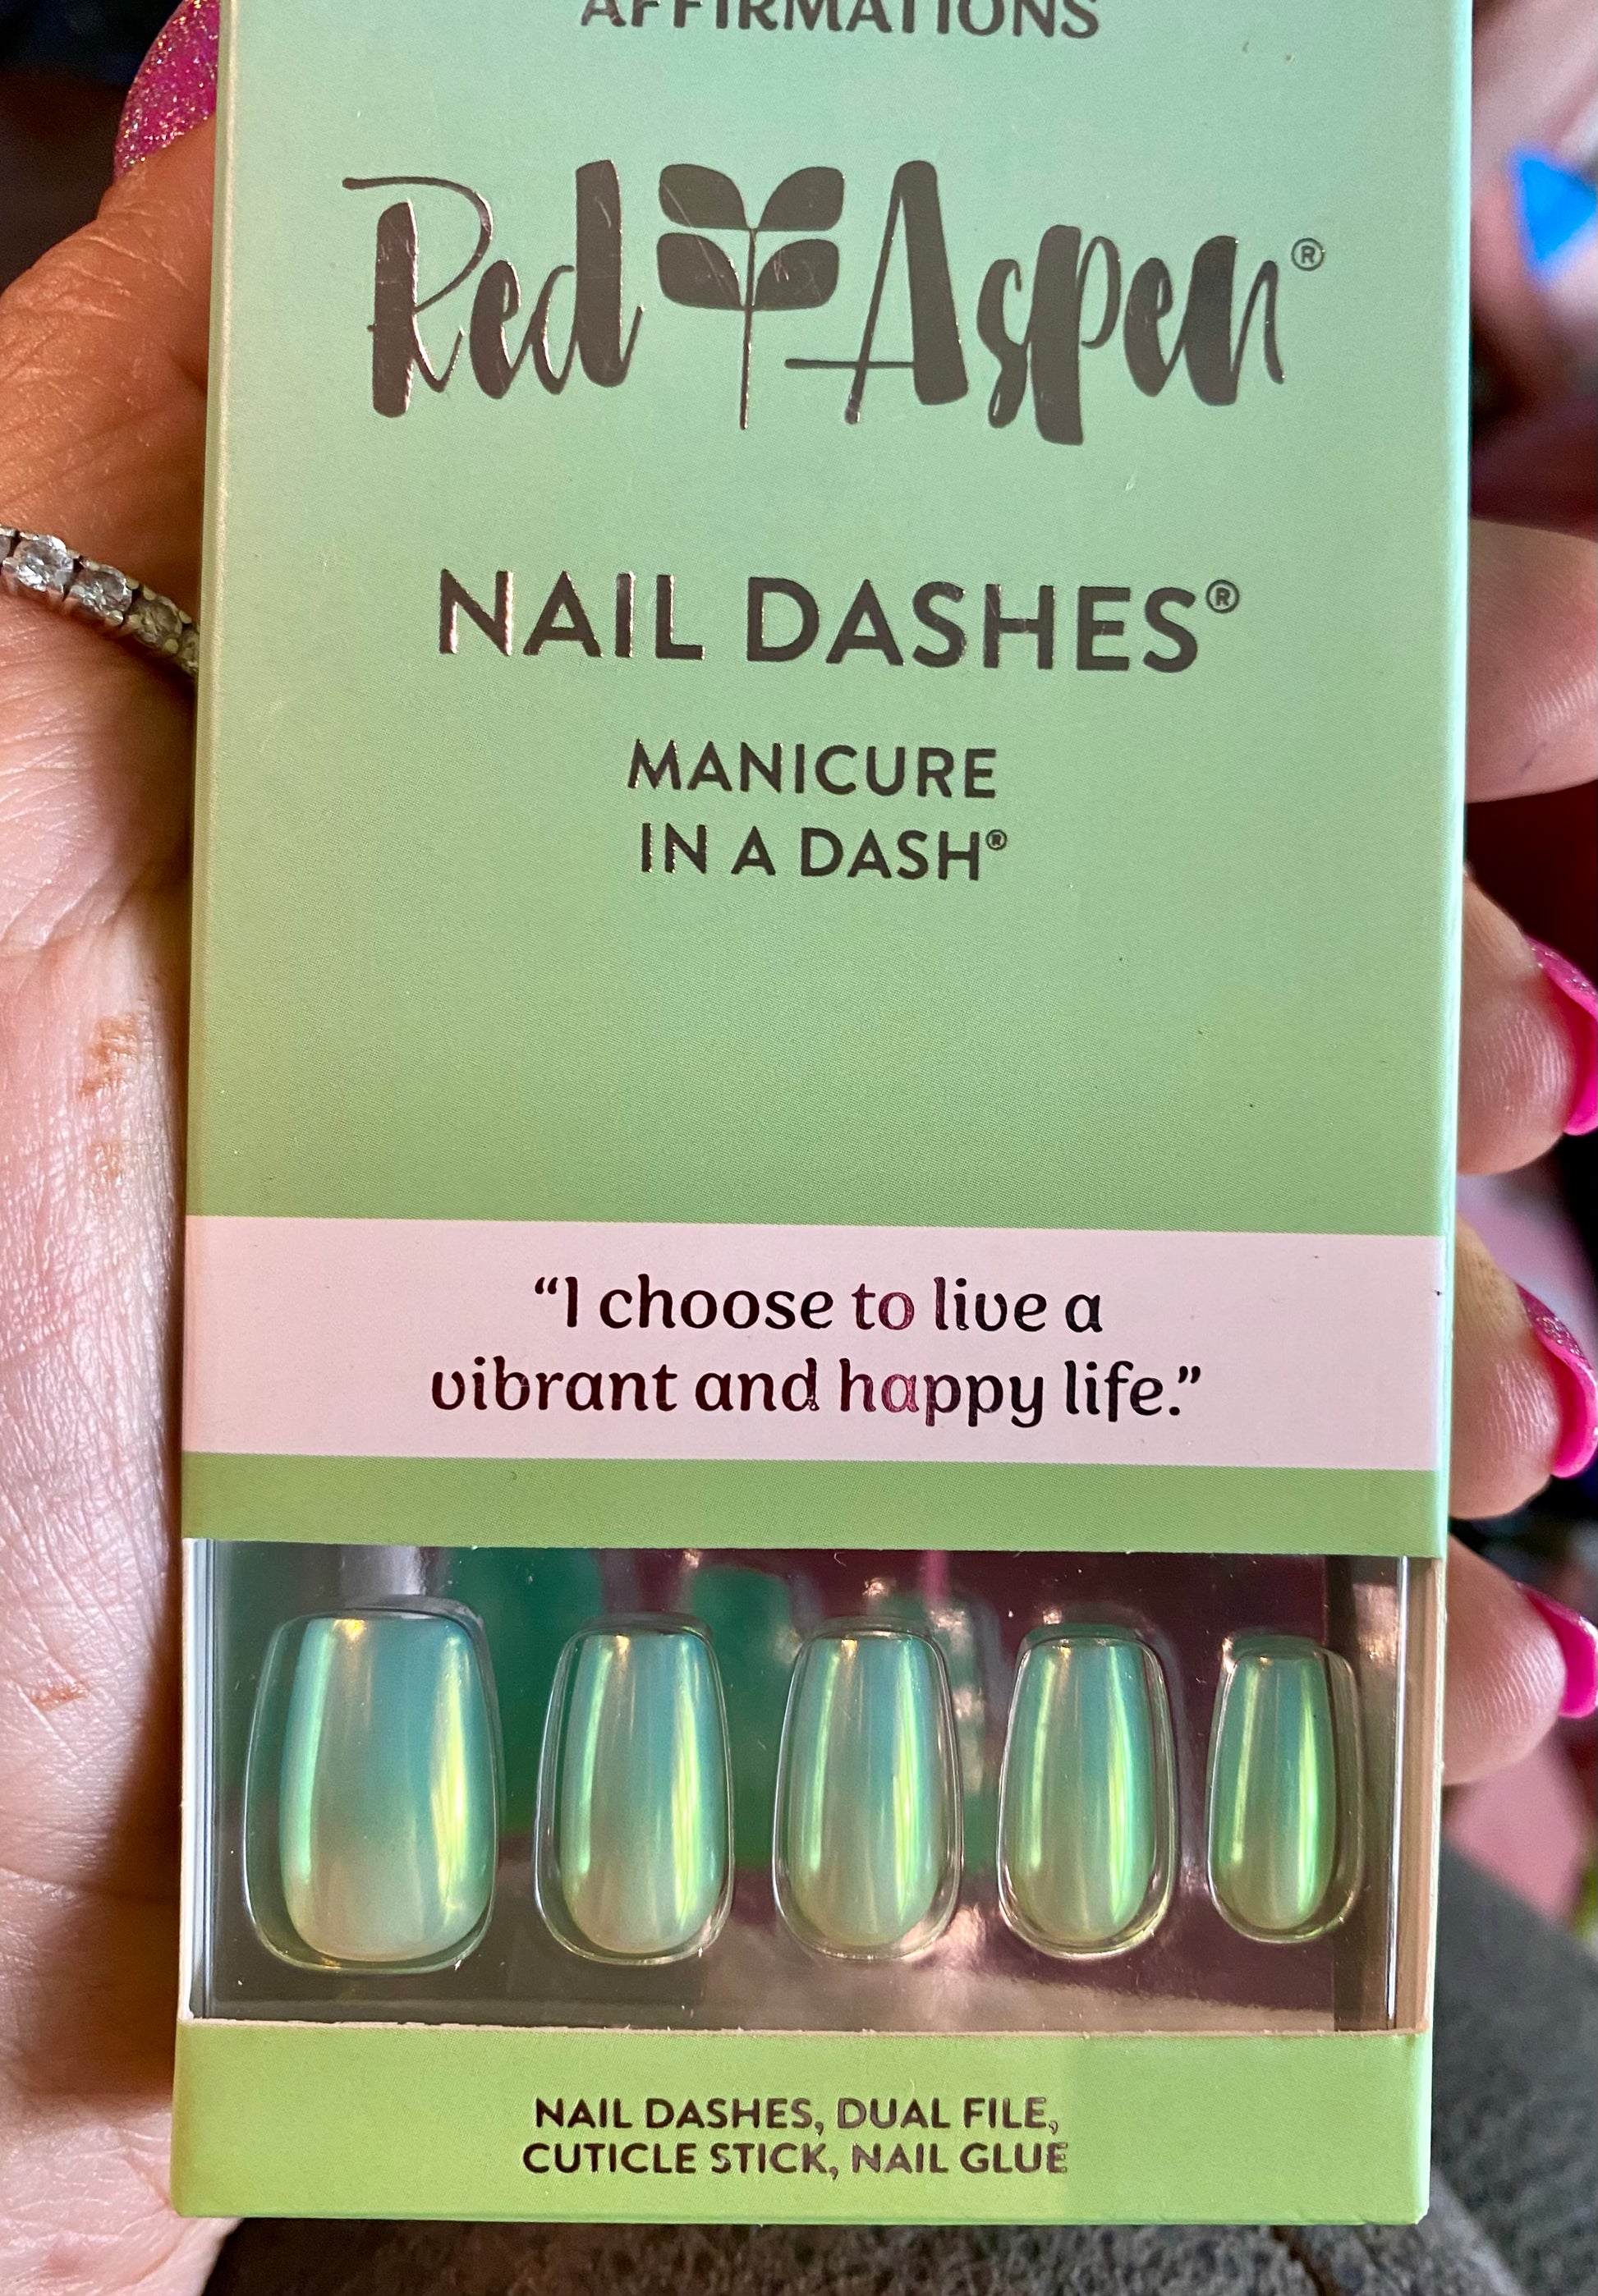 AFFIRMATIONS
Red Aspen®
NAIL DASHES®
MANICURE
IN A DASH®
“I choose to live a
vibrant and happy life.”
NAIL DASHES, DUAL FILE,
CUTICLE STICK, NAIL GLUE